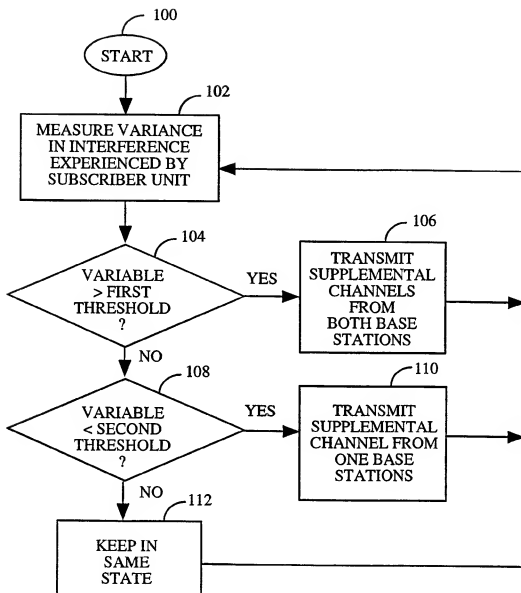 100
START
102
MEASURE VARIANCE
IN INTERFERENCE
EXPERIENCED BY
SUBSCRIBER UNIT
104
VARIABLE
> FIRST
THRESHOLD
?
YES
106
TRANSMIT
SUPPLEMENTAL
CHANNELS
FROM
BOTH BASE
STATIONS
NO
108
VARIABLE
< SECOND
THRESHOLD
?
YES
110
TRANSMIT
SUPPLEMENTAL
CHANNEL FROM
ONE BASE
STATIONS
NO
112
KEEP IN
SAME
STATE